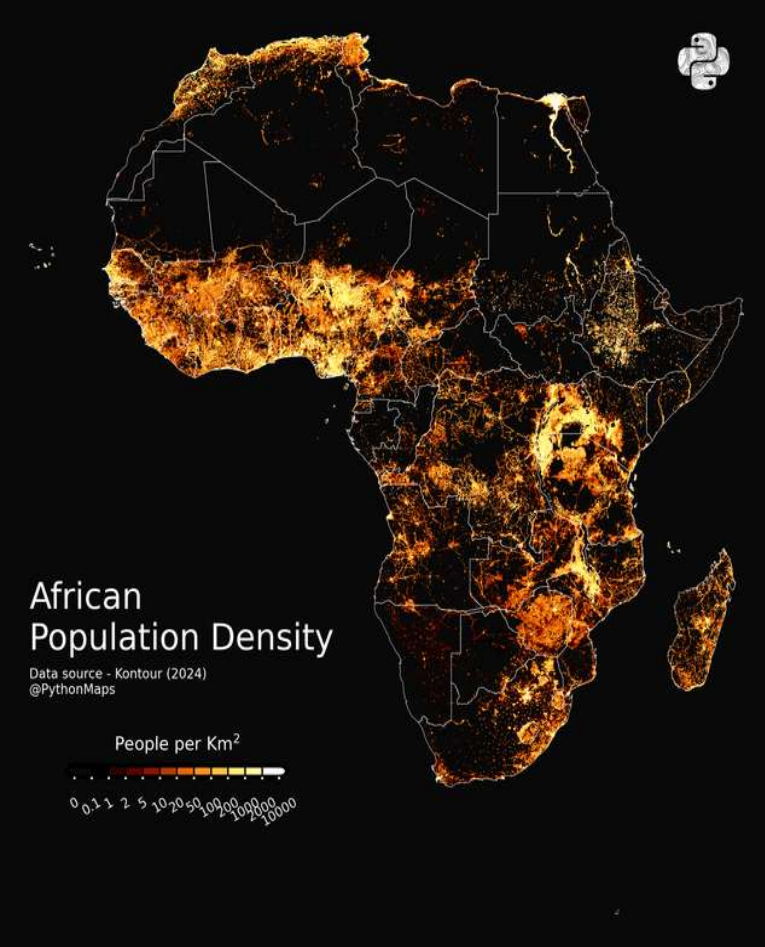 African
Population Density
Data source - Kontour (2024)
@PythonMaps
People per Km²
0 0.1 1 2 5 10 20 50 100 200 1000 2000 10000